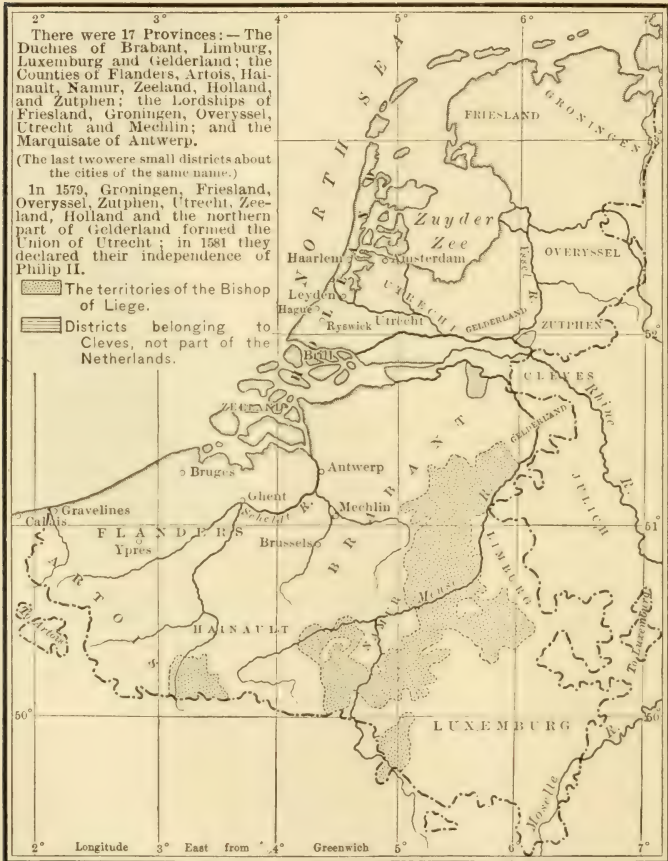 2° 3° 4° 5° 6° 7°
There were 17 Provinces: — The
Duchies of Brabant, Limburg,
Luxemburg and Gelderland; the
Counties of Flanders, Artois, Hai-
nault, Namur, Zeeland, Holland,
and Zutphen; the Lordships of
Friesland, Groningen, Overyssel,
Utrecht and Mechlin; and the
Marquisate of Antwerp.
(The last two were small districts about
the cities of the same name.)
In 1579, Groningen, Friesland,
Overyssel, Zutphen, Utrecht, Zee-
land, Holland and the northern
part of Gelderland formed the
Union of Utrecht; in 1581 they
declared their independence of
Philip II.
The territories of the Bishop
of Liege.
Districts belonging to
Cleves, not part of the
Netherlands.
NORTH SEA
FRIESLAND
GRONINGEN
53
Zuyder
Zee
OVERYSSEL
Yssel R.
Haarlem
Amsterdam
Leyden
UTRECHT
Hague
Ryswick
Utrecht
GELDERLAND
ZUTPHEN
52
Brill
CLEVES
Rhine R.
ZEELAND
BRABANT
GELDERLAND
Bruges
Antwerp
JULICH
Ghent
Scheldt R.
Mechlin
Gravelines
Calais
FLANDERS
51
Ypres
Brussels
LIMBURG
ARTOIS
To Artois
HAINAULT
NAMUR
Meuse
R.
To Luxemburg
50°
50°
LUXEMBURG
Moselle
R.
2° 3° 4° 5° 6° 7°
Longitude East from Greenwich